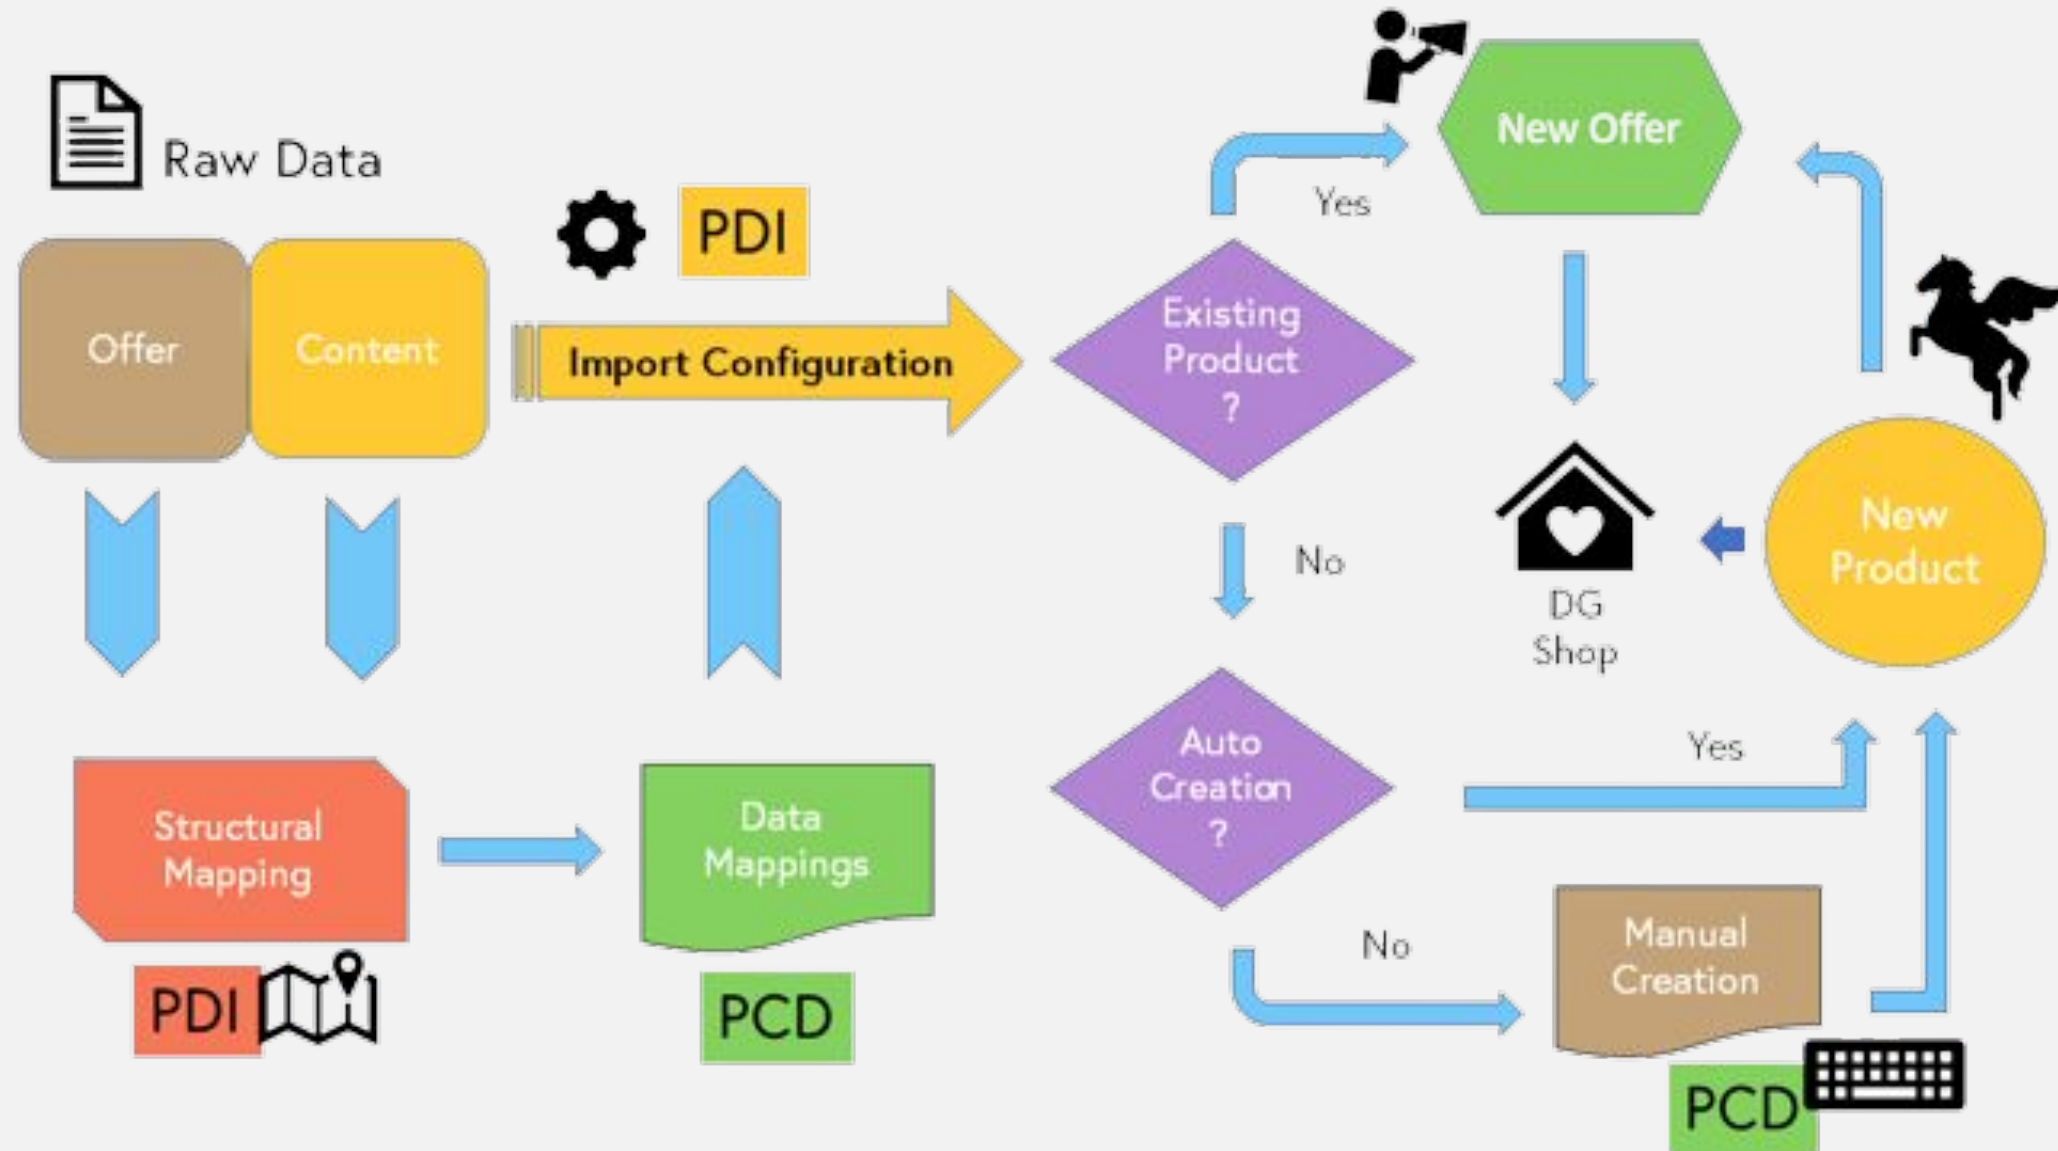 Raw Data
Offer
Content
PDI
Import Configuration
Structural
Mapping
PDI
Data
Mappings
PCD
Existing
Product
?
Yes
New Offer
No
DG
Shop
New
Product
Auto
Creation
?
Yes
No
Manual
Creation
PCD